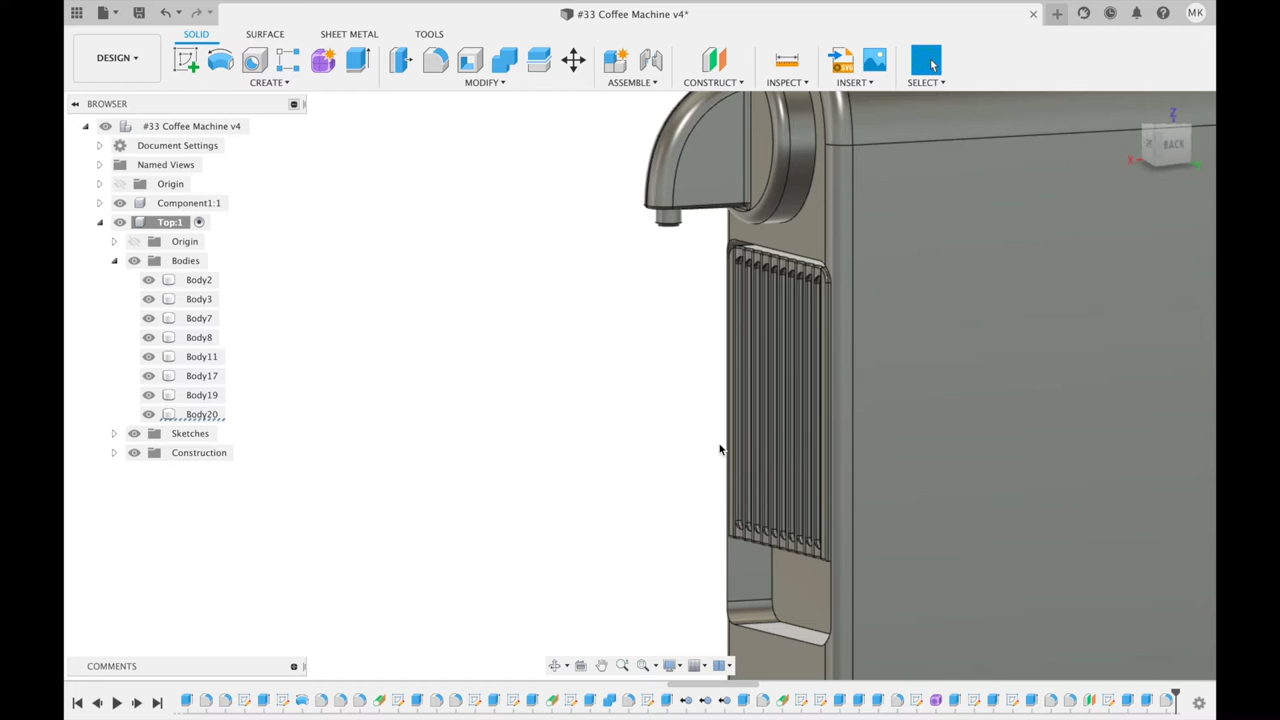 #33 Coffee Machine v4*
MK
DESIGN
SOLID
SURFACE
SHEET METAL
TOOLS
CREATE
MODIFY
ASSEMBLE
CONSTRUCT
INSPECT
INSERT
SELECT
BROWSER
#33 Coffee Machine v4
Document Settings
Named Views
Origin
Component1:1
Top:1
Origin
Bodies
Body2
Body3
Body7
Body8
Body11
Body17
Body19
Body20
Sketches
Construction
Z
X
BACK
COMMENTS